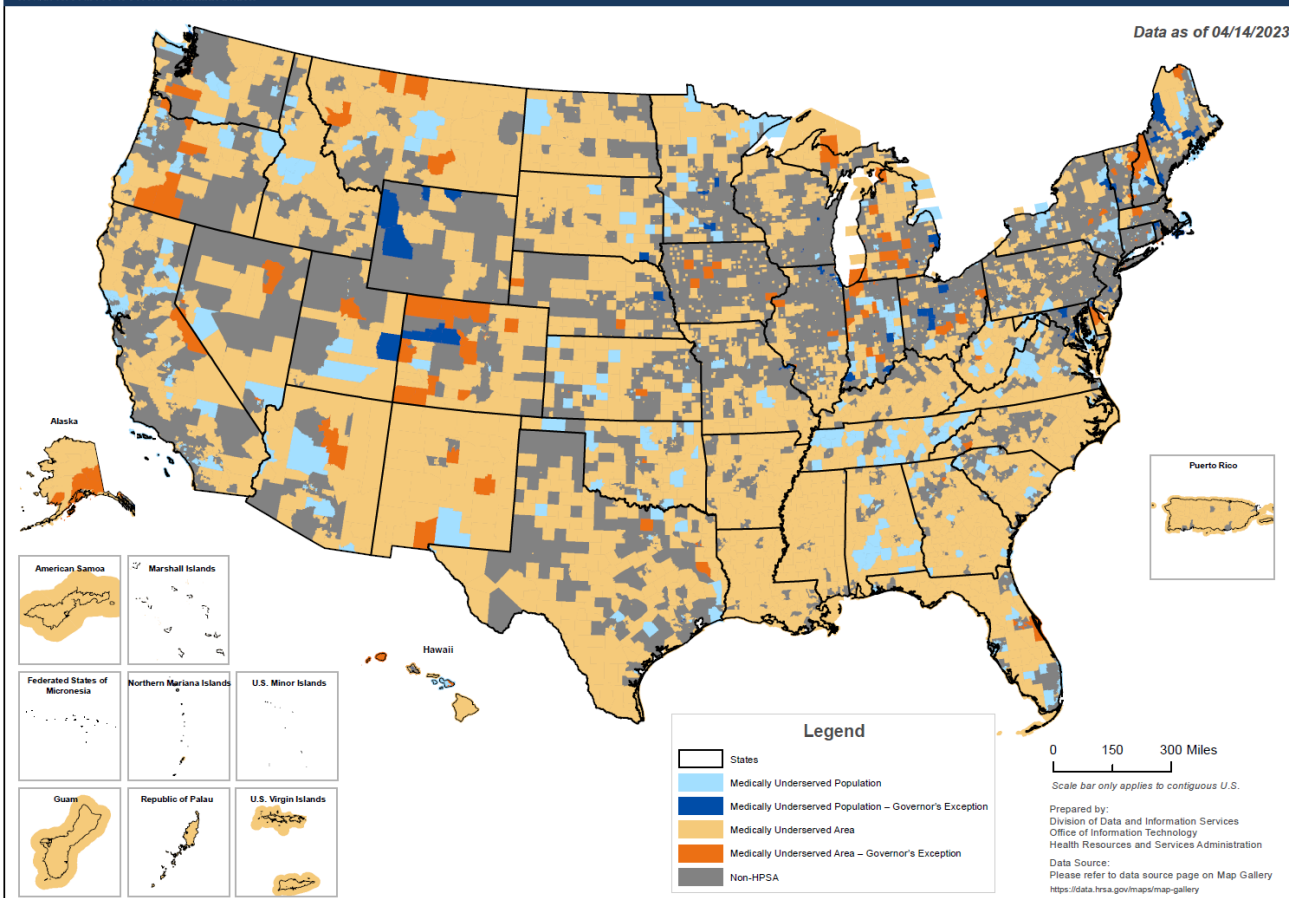 Data as of 04/14/2023
Alaska
Puerto Rico
American Samoa
Marshall Islands
Hawaii
Federated States of
Micronesia
Northern Mariana Islands
U.S. Minor Islands
Guam
Republic of Palau
U.S. Virgin Islands
Legend
States
Medically Underserved Population
Medically Underserved Population – Governor's Exception
Medically Underserved Area
Medically Underserved Area – Governor's Exception
Non-HPSA
0 150 300 Miles
Scale bar only applies to contiguous U.S.
Prepared by:
Division of Data and Information Services
Office of Information Technology
Health Resources and Services Administration
Data Source:
Please refer to data source page on Map Gallery
https://data.hrsa.gov/maps/map-gallery